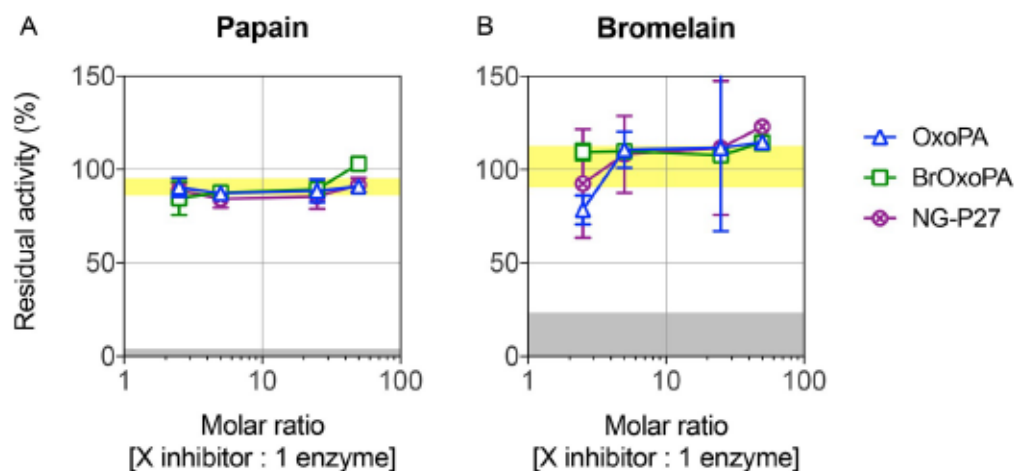 A
Papain
B
Bromelain
Residual activity (%)
150
100
50
0
1
10
100
Molar ratio
[X inhibitor : 1 enzyme]
150
100
50
0
1
10
100
Molar ratio
[X inhibitor : 1 enzyme]
OxoPA
BrOxoPA
NG-P27